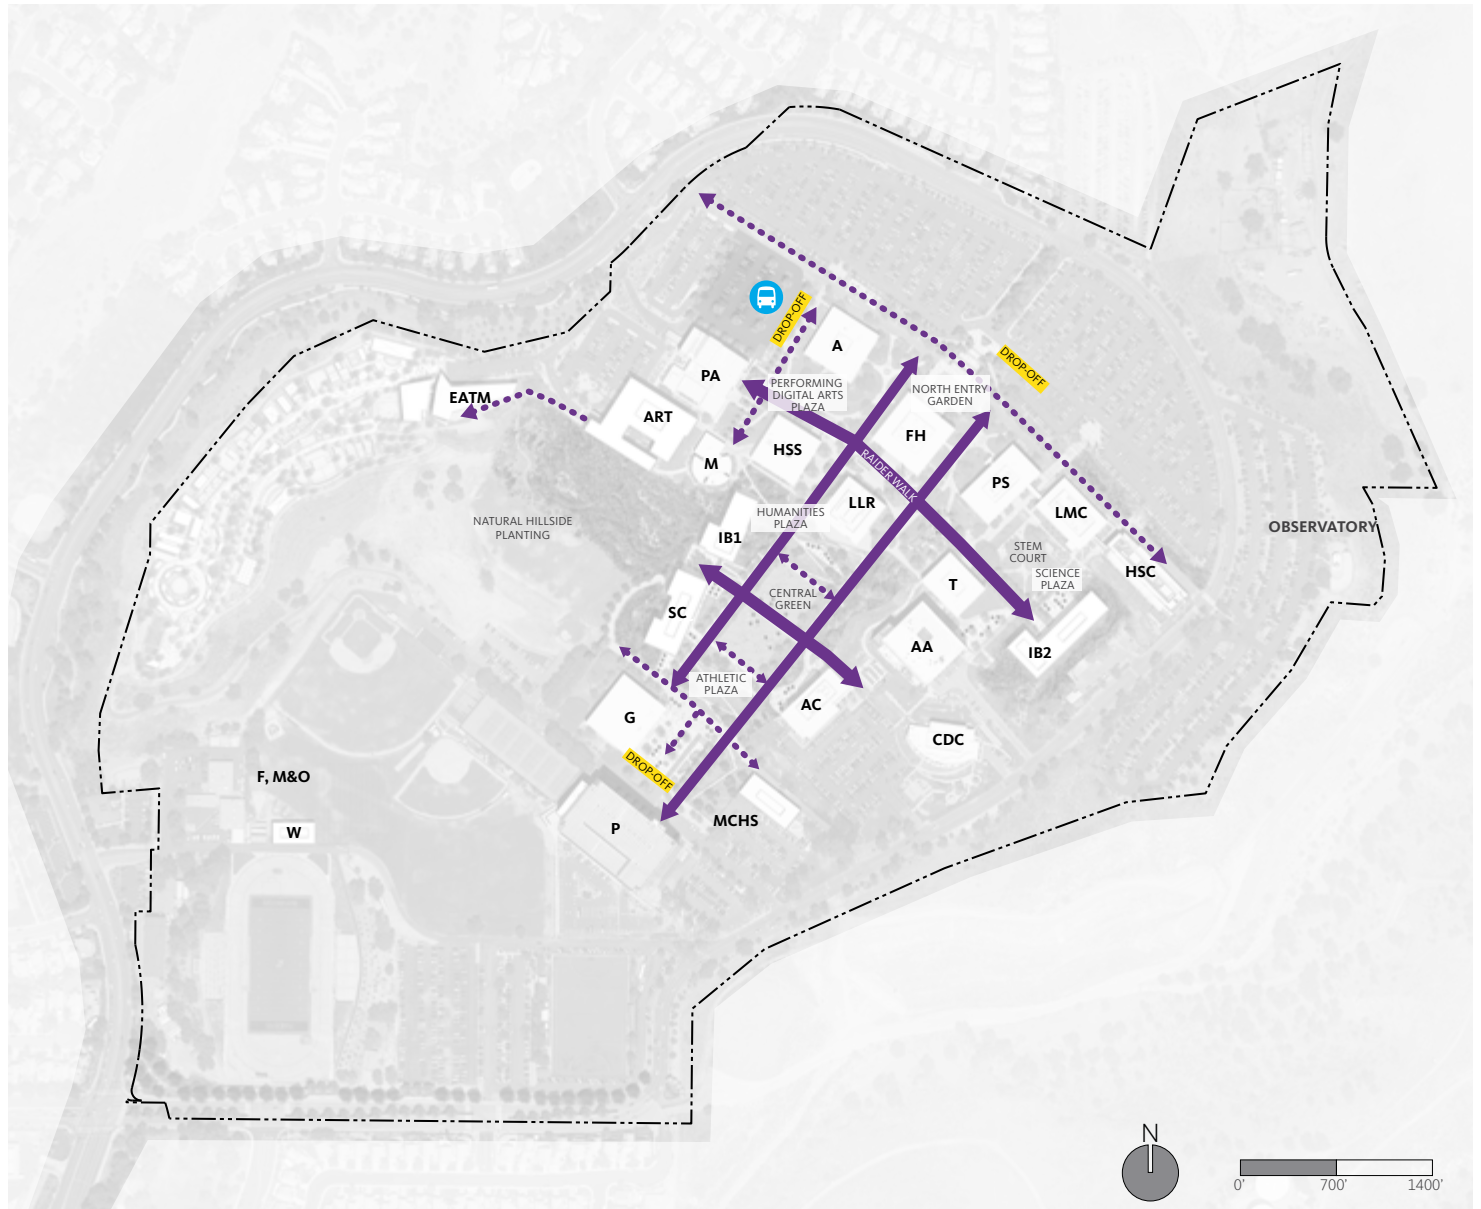 DROP-OFF
A
DROP-OFF
PA
PERFORMING
DIGITAL ARTS
PLAZA
NORTH ENTRY
GARDEN
EATM
ART
FH
HSS
M
RAIDER WALK
PS
LLR
LMC
HUMANITIES
PLAZA
NATURAL HILLSIDE
PLANTING
OBSERVATORY
IB1
STEM
COURT
HSC
SCIENCE
PLAZA
T
CENTRAL
GREEN
SC
AA
IB2
ATHLETIC
PLAZA
AC
G
CDC
DROP-OFF
F, M&O
MCHS
P
W
N
0'
700'
1400'